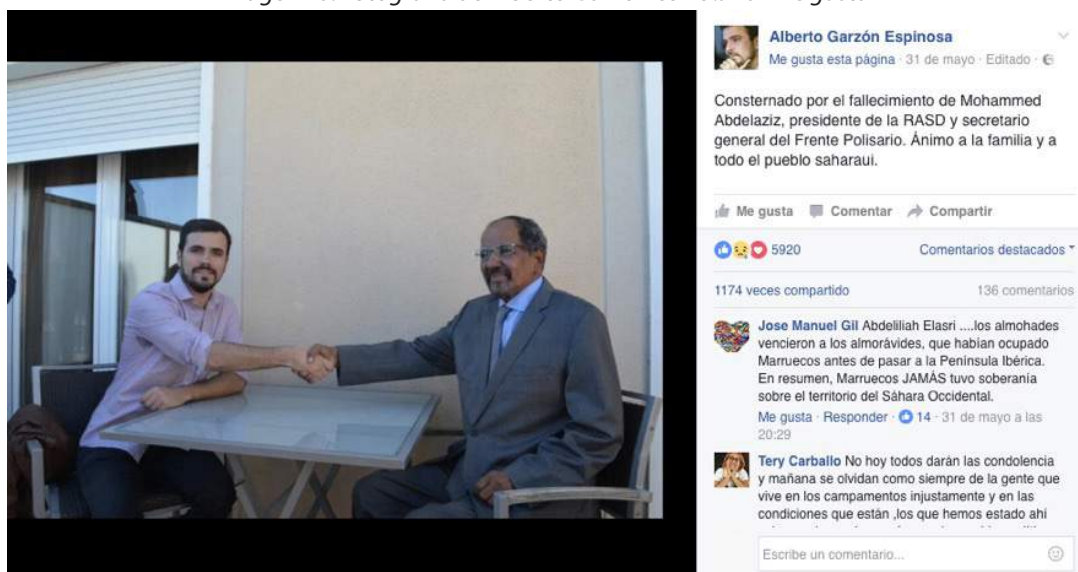 Alberto Garzón Espinosa
Me gusta esta página · 31 de mayo · Editado ·
Consternado por el fallecimiento de Mohammed
Abdelaziz, presidente de la RASD y secretario
general del Frente Polisario. Ánimo a la familia y a
todo el pueblo saharaui.
Me gusta Comentar Compartir
5920 Comentarios destacados
1174 veces compartido 136 comentarios
Jose Manuel Gil Abdeliliah Elasri ....los almohades
vencieron a los almorávides, que habían ocupado
Marruecos antes de pasar a la Península Ibérica.
En resumen, Marruecos JAMÁS tuvo soberanía
sobre el territorio del Sáhara Occidental.
Me gusta · Responder · 14 · 31 de mayo a las
20:29
Tery Carballo No hoy todos darán las condolencia
y mañana se olvidan como siempre de la gente que
vive en los campamentos injustamente y en las
condiciones que están ,los que hemos estado ahi
Escribe un comentario...